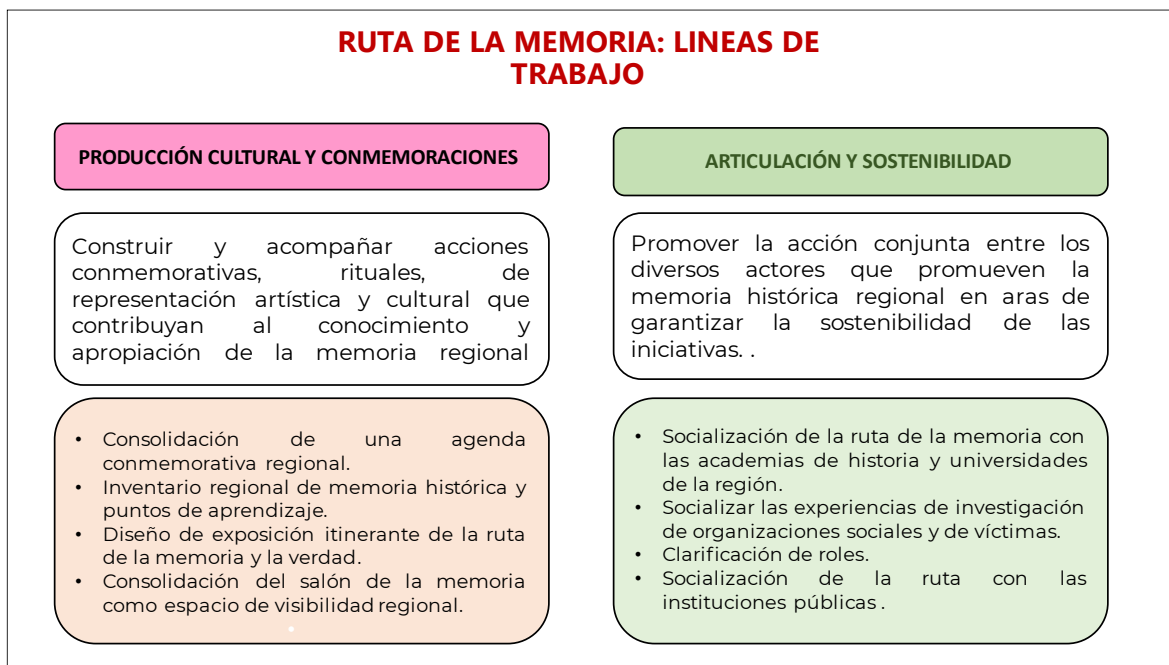 RUTA DE LA MEMORIA: LINEAS DE
TRABAJO
PRODUCCIÓN CULTURAL Y CONMEMORACIONES
Construir y acompañar acciones
conmemorativas, rituales, de
representación artística y cultural que
contribuyan al conocimiento y
apropiación de la memoria regional
• Consolidación de una agenda
conmemorativa regional.
• Inventario regional de memoria histórica y
puntos de aprendizaje.
• Diseño de exposición itinerante de la ruta
de la memoria y la verdad.
• Consolidación del salón de la memoria
como espacio de visibilidad regional.
•
ARTICULACIÓN Y SOSTENIBILIDAD
Promover la acción conjunta entre los
diversos actores que promueven la
memoria histórica regional en aras de
garantizar la sostenibilidad de las
iniciativas. .
• Socialización de la ruta de la memoria con
las academias de historia y universidades
de la región.
• Socializar las experiencias de investigación
de organizaciones sociales y de víctimas.
• Clarificación de roles.
• Socialización de la ruta con las
instituciones públicas .